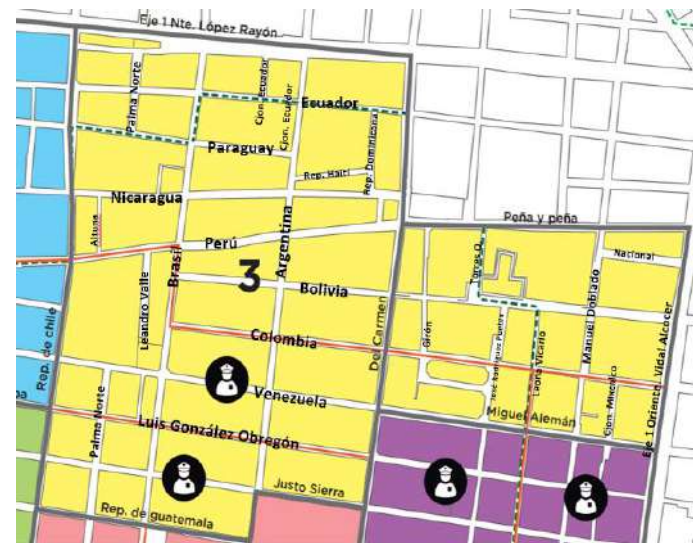 Eje 1 Nte. López Rayón
Palma Norte
Cjon. Ecuador
Ecuador
Cjon. Ecuador
Rep. Dominicana
Paraguay
Rep. Haití
Nicaragua
Argentina
Peña y peña
Altuna
Perú
Brasil
3
Bolivia
Torres Q.
Nacional
Manuel Doblado
Leandro Valle
Rep. de chile
Colombia
Del Carmen
Girón
Leona Vicario
Eje 1 Oriente. Vidal Alcocer
Venezuela
Miguel Alemán
Palma Norte
Luis González Obregón
Justo Sierra
Rep. de guatemala